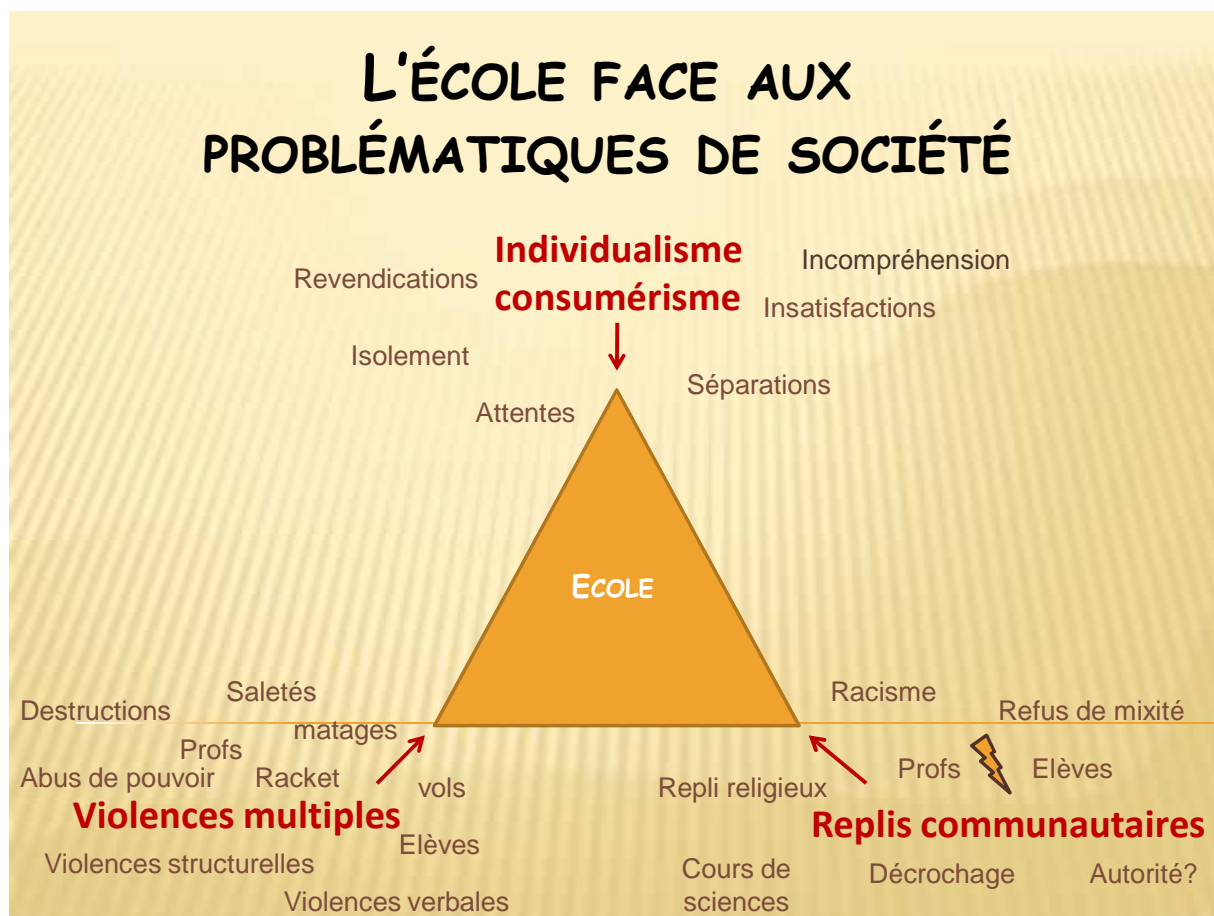 L'ÉCOLE FACE AUX
PROBLÉMATIQUES DE SOCIÉTÉ
Individualisme
consumérisme
Revendications
Incompréhension
Insatisfactions
Isolement
Séparations
Attentes
ECOLE
Saletés
Destructions
matages
Profs
Abus de pouvoir
Racket
vols
Violences multiples
Elèves
Violences structurelles
Violences verbales
Racisme
Refus de mixité
Profs
Elèves
Repli religieux
Replis communautaires
Cours de
sciences
Décrochage
Autorité?